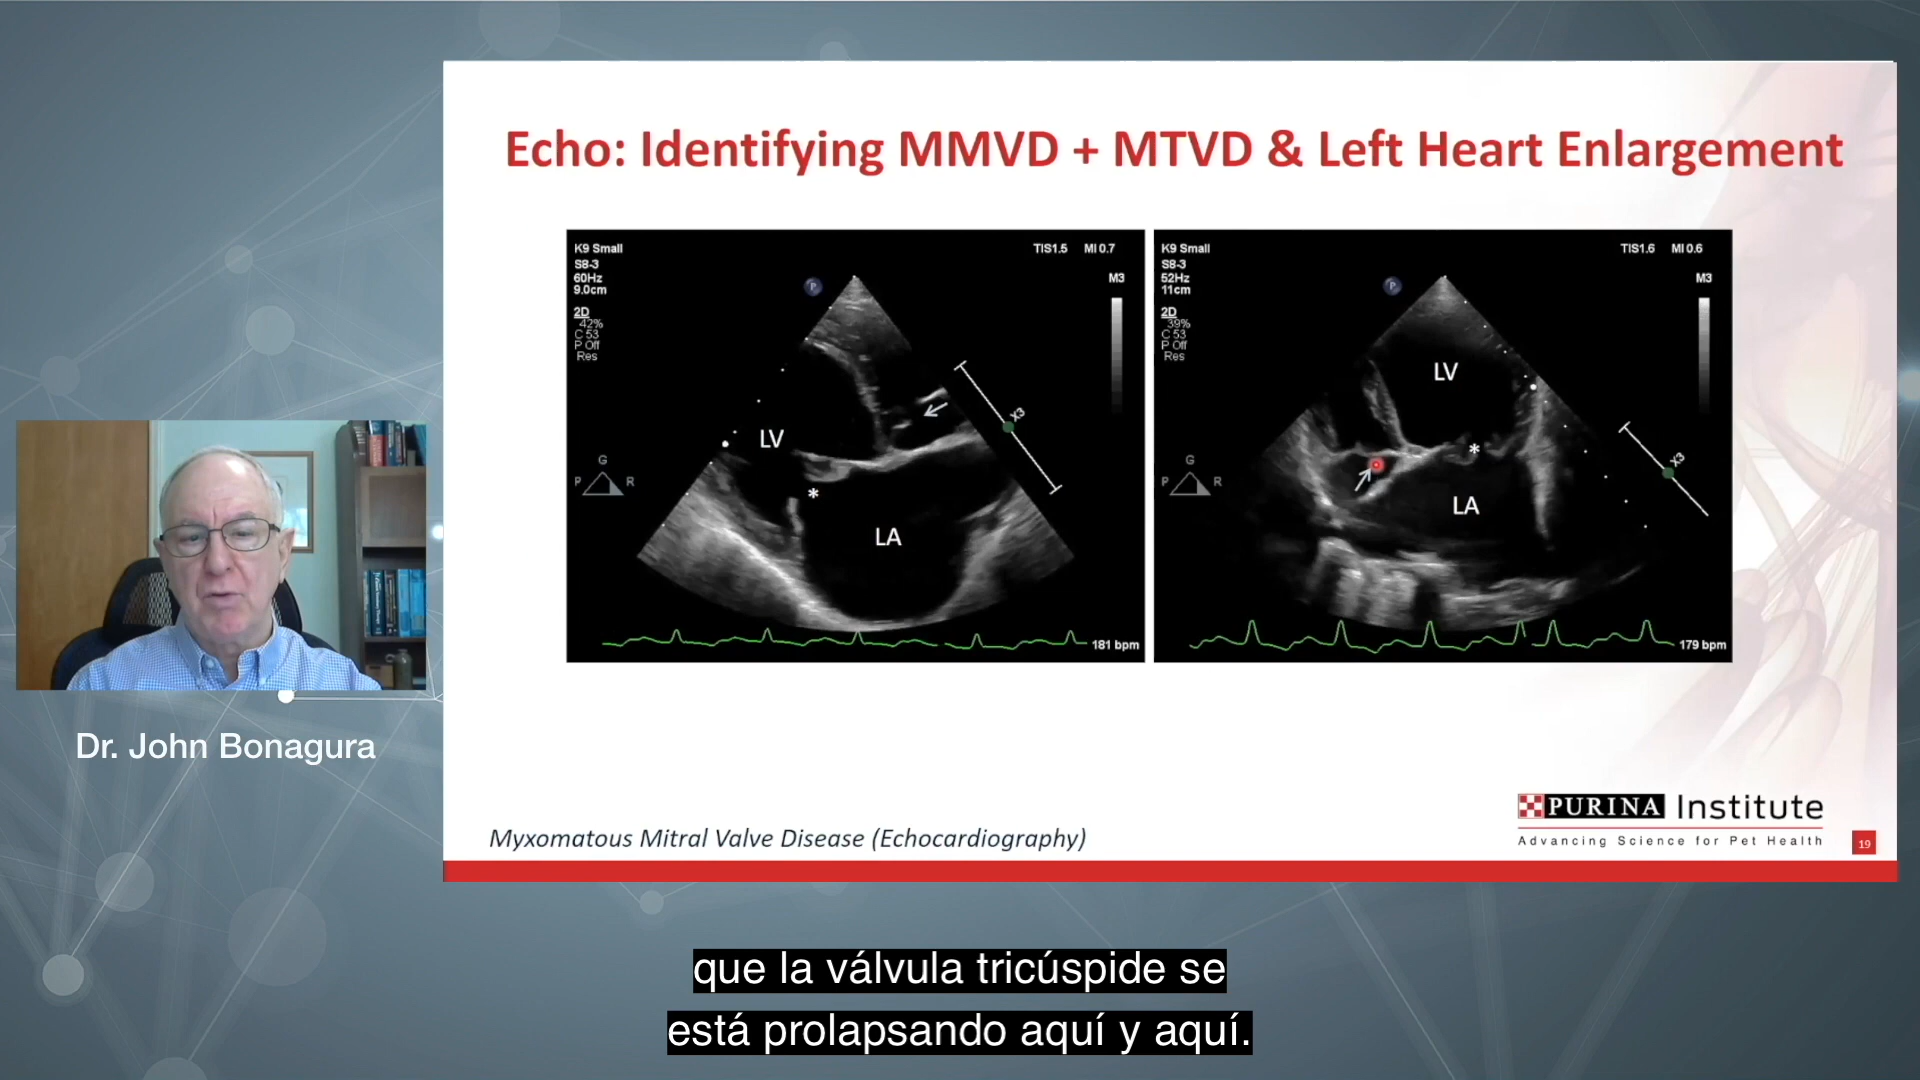 Echo: Identifying MMVD + MTVD & Left Heart Enlargement
K9 Small
S8-3
60Hz
9.0cm
2D
42%
C 53
P Off
Res
TIS1.5 MI 0.7
M3
P
X3
G
P R
LV
*
LA
181 bpm
K9 Small
S8-3
52Hz
11cm
2D
39%
C 53
P Off
Res
TIS1.6 MI 0.6
M3
P
X3
G
P R
LV
*
LA
179 bpm
Dr. John Bonagura
Myxomatous Mitral Valve Disease (Echocardiography)
PURINA Institute
Advancing Science for Pet Health
19
que la válvula tricúspide se
está prolapsando aquí y aquí.